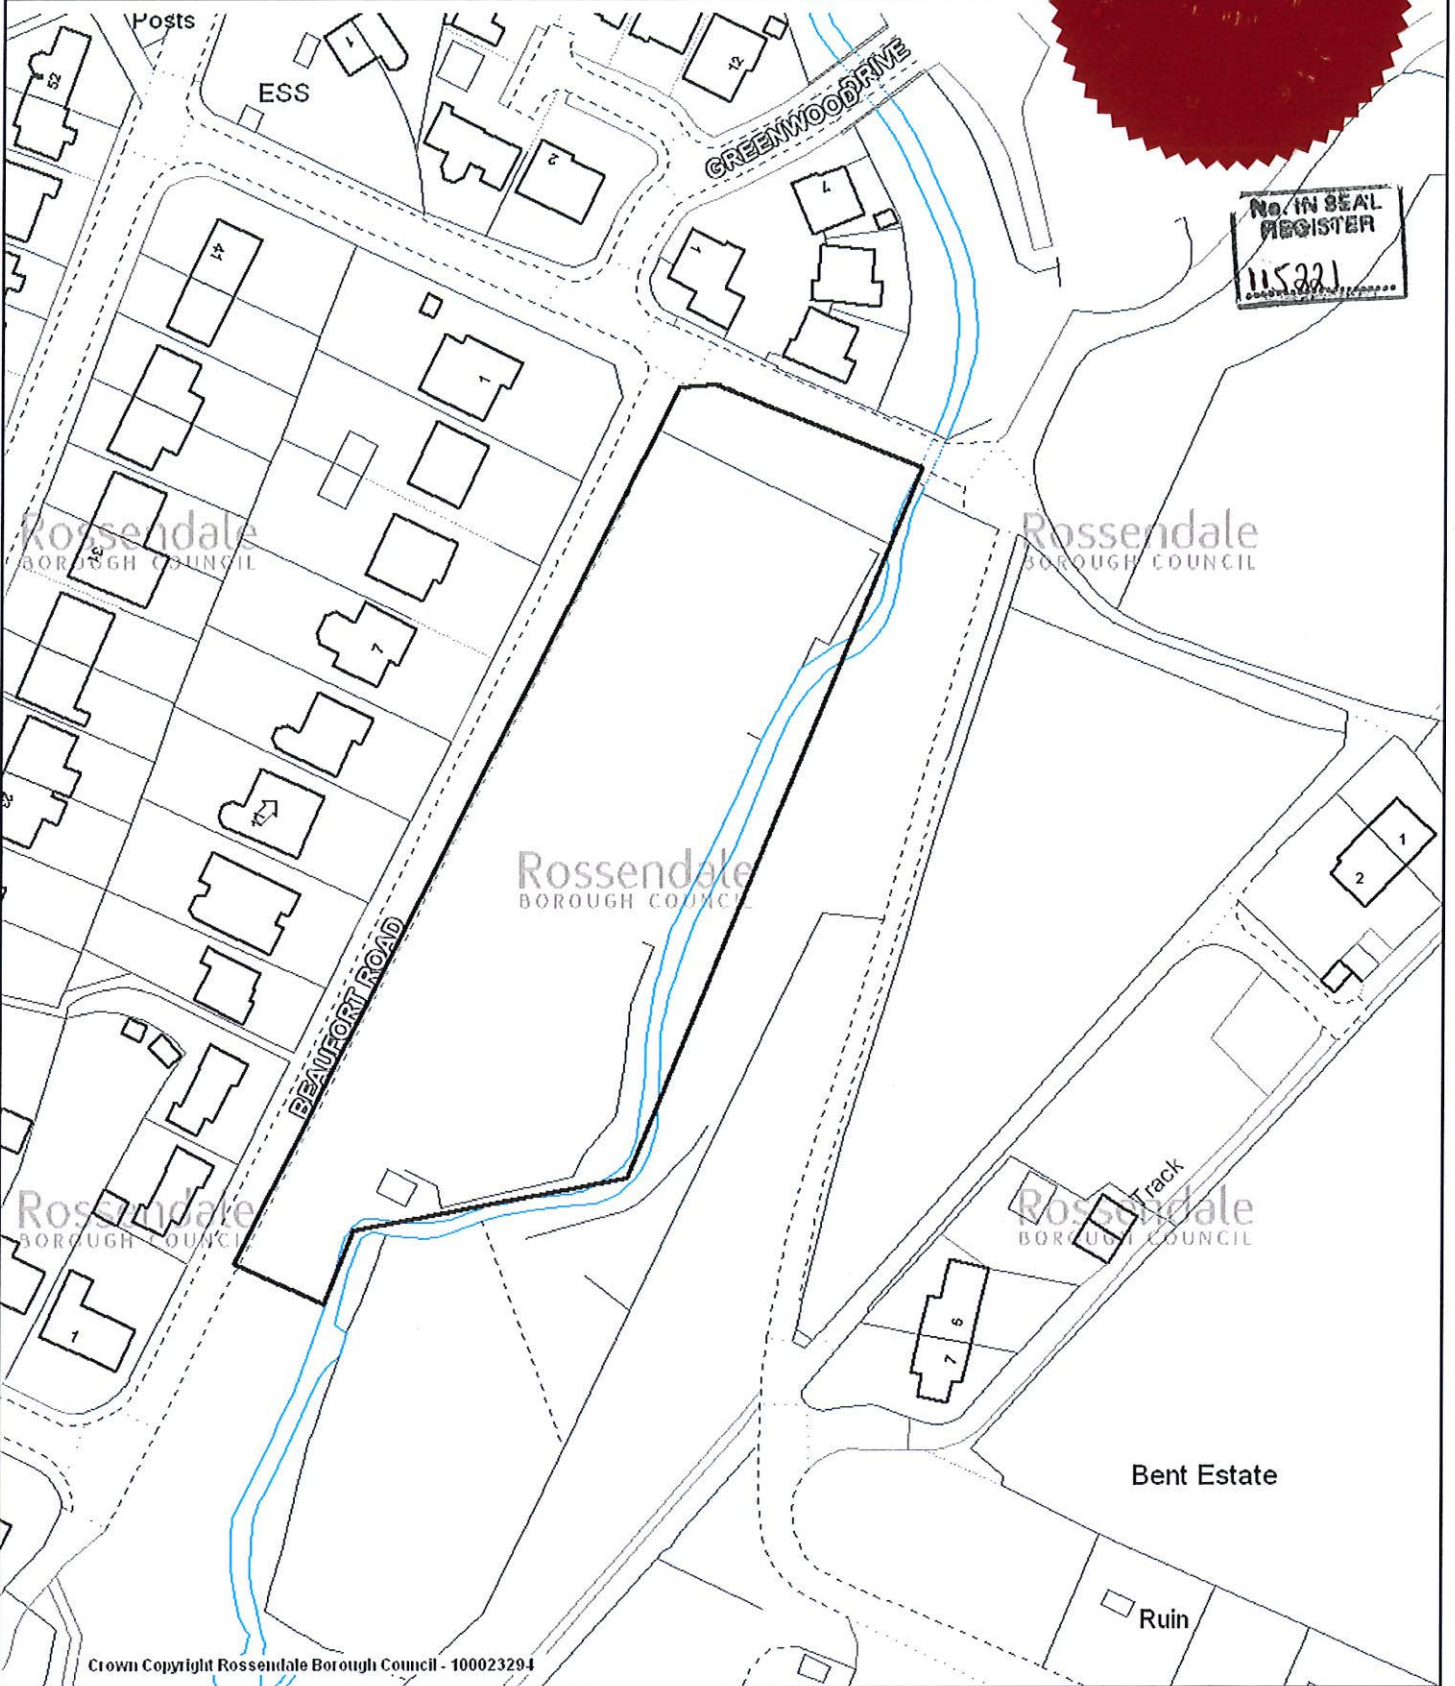 Posts
52
ESS
1
12
2
GREENWOOD DRIVE
4
1
No. IN SEAL
REGISTER
115221
41
1
Rossendale
BOROUGH COUNCIL
31
Rossendale
BOROUGH COUNCIL
7
23
1
2
Rossendale
BOROUGH COUNCIL
BEAUFORT ROAD
Track
Rossendale
BOROUGH COUNCIL
Rossendale
BOROUGH COUNCIL
6
7
1
Bent Estate
Ruin
Crown Copyright Rossendale Borough Council - 100023294